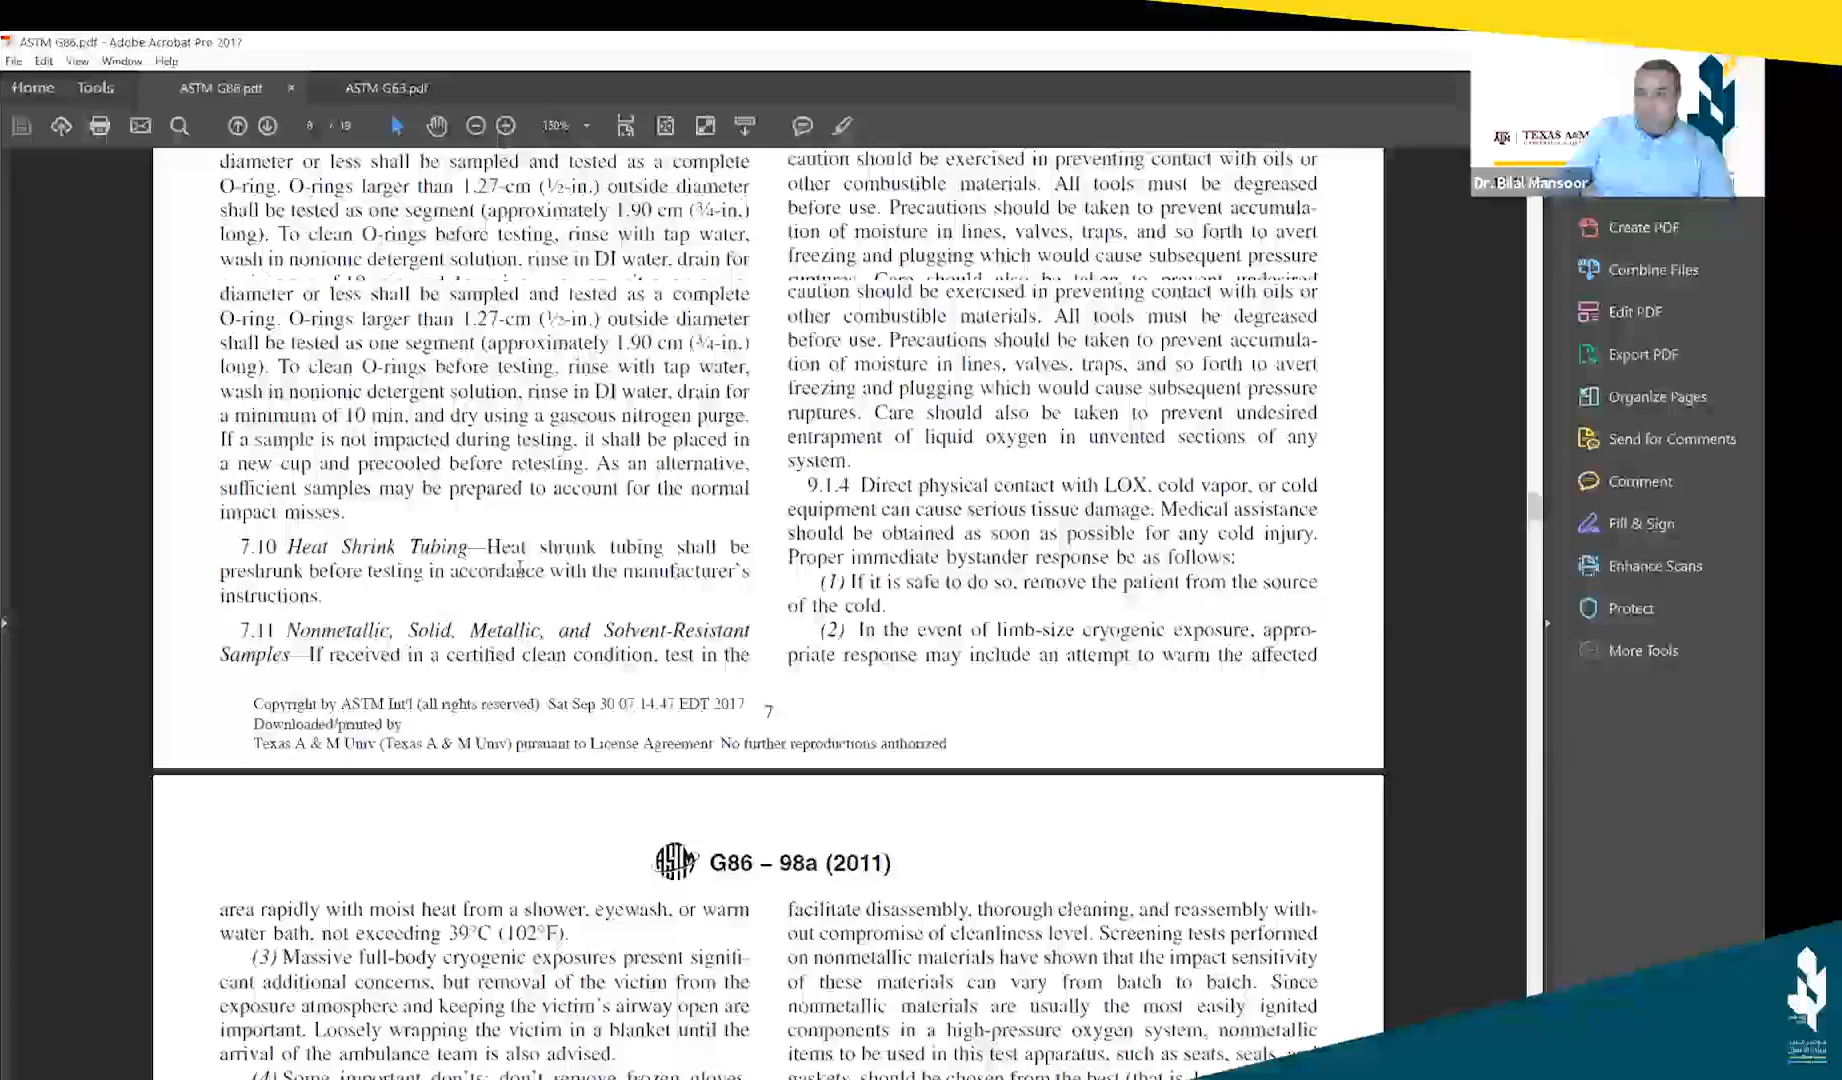 ASTM G86.pdf - Adobe Acrobat Pro 2017
File Edit View Window Help
Home Tools ASTM G86.pdf × ASTM G63.pdf
8 / 19 150%
TEXAS A&M
Dr. Bilal Mansoor
diameter or less shall be sampled and tested as a complete
O-ring. O-rings larger than 1.27-cm (½-in.) outside diameter
shall be tested as one segment (approximately 1.90 cm (¾-in.)
long). To clean O-rings before testing, rinse with tap water,
wash in nonionic detergent solution, rinse in DI water, drain for
diameter or less shall be sampled and tested as a complete
O-ring. O-rings larger than 1.27-cm (½-in.) outside diameter
shall be tested as one segment (approximately 1.90 cm (¾-in.)
long). To clean O-rings before testing, rinse with tap water,
wash in nonionic detergent solution, rinse in DI water, drain for
a minimum of 10 min, and dry using a gaseous nitrogen purge.
If a sample is not impacted during testing, it shall be placed in
a new cup and precooled before retesting. As an alternative,
sufficient samples may be prepared to account for the normal
impact misses.
7.10 Heat Shrink Tubing—Heat shrunk tubing shall be
preshrunk before testing in accordance with the manufacturer's
instructions.
7.11 Nonmetallic, Solid, Metallic, and Solvent-Resistant
Samples—If received in a certified clean condition, test in the
caution should be exercised in preventing contact with oils or
other combustible materials. All tools must be degreased
before use. Precautions should be taken to prevent accumula-
tion of moisture in lines, valves, traps, and so forth to avert
freezing and plugging which would cause subsequent pressure
ruptures. Care should also be taken to prevent undesired
caution should be exercised in preventing contact with oils or
other combustible materials. All tools must be degreased
before use. Precautions should be taken to prevent accumula-
tion of moisture in lines, valves, traps, and so forth to avert
freezing and plugging which would cause subsequent pressure
ruptures. Care should also be taken to prevent undesired
entrapment of liquid oxygen in unvented sections of any
system.
9.1.4 Direct physical contact with LOX, cold vapor, or cold
equipment can cause serious tissue damage. Medical assistance
should be obtained as soon as possible for any cold injury.
Proper immediate bystander response be as follows:
(1) If it is safe to do so, remove the patient from the source
of the cold.
(2) In the event of limb-size cryogenic exposure, appro-
priate response may include an attempt to warm the affected
Copyright by ASTM Int'l (all rights reserved) Sat Sep 30 07:14:47 EDT 2017
7
Downloaded/printed by
Texas A & M Univ (Texas A & M Univ) pursuant to License Agreement No further reproductions authorized
ASTM G86 – 98a (2011)
area rapidly with moist heat from a shower, eyewash, or warm
water bath, not exceeding 39°C (102°F).
(3) Massive full-body cryogenic exposures present signifi-
cant additional concerns, but removal of the victim from the
exposure atmosphere and keeping the victim's airway open are
important. Loosely wrapping the victim in a blanket until the
arrival of the ambulance team is also advised.
(4) Some important don'ts: don't remove frozen gloves,
facilitate disassembly, thorough cleaning, and reassembly with-
out compromise of cleanliness level. Screening tests performed
on nonmetallic materials have shown that the impact sensitivity
of these materials can vary from batch to batch. Since
nonmetallic materials are usually the most easily ignited
components in a high-pressure oxygen system, nonmetallic
items to be used in this test apparatus, such as seats, seals,
gaskets, should be chosen from the best (that is,
Create PDF
Combine Files
Edit PDF
Export PDF
Organize Pages
Send for Comments
Comment
Fill & Sign
Enhance Scans
Protect
More Tools